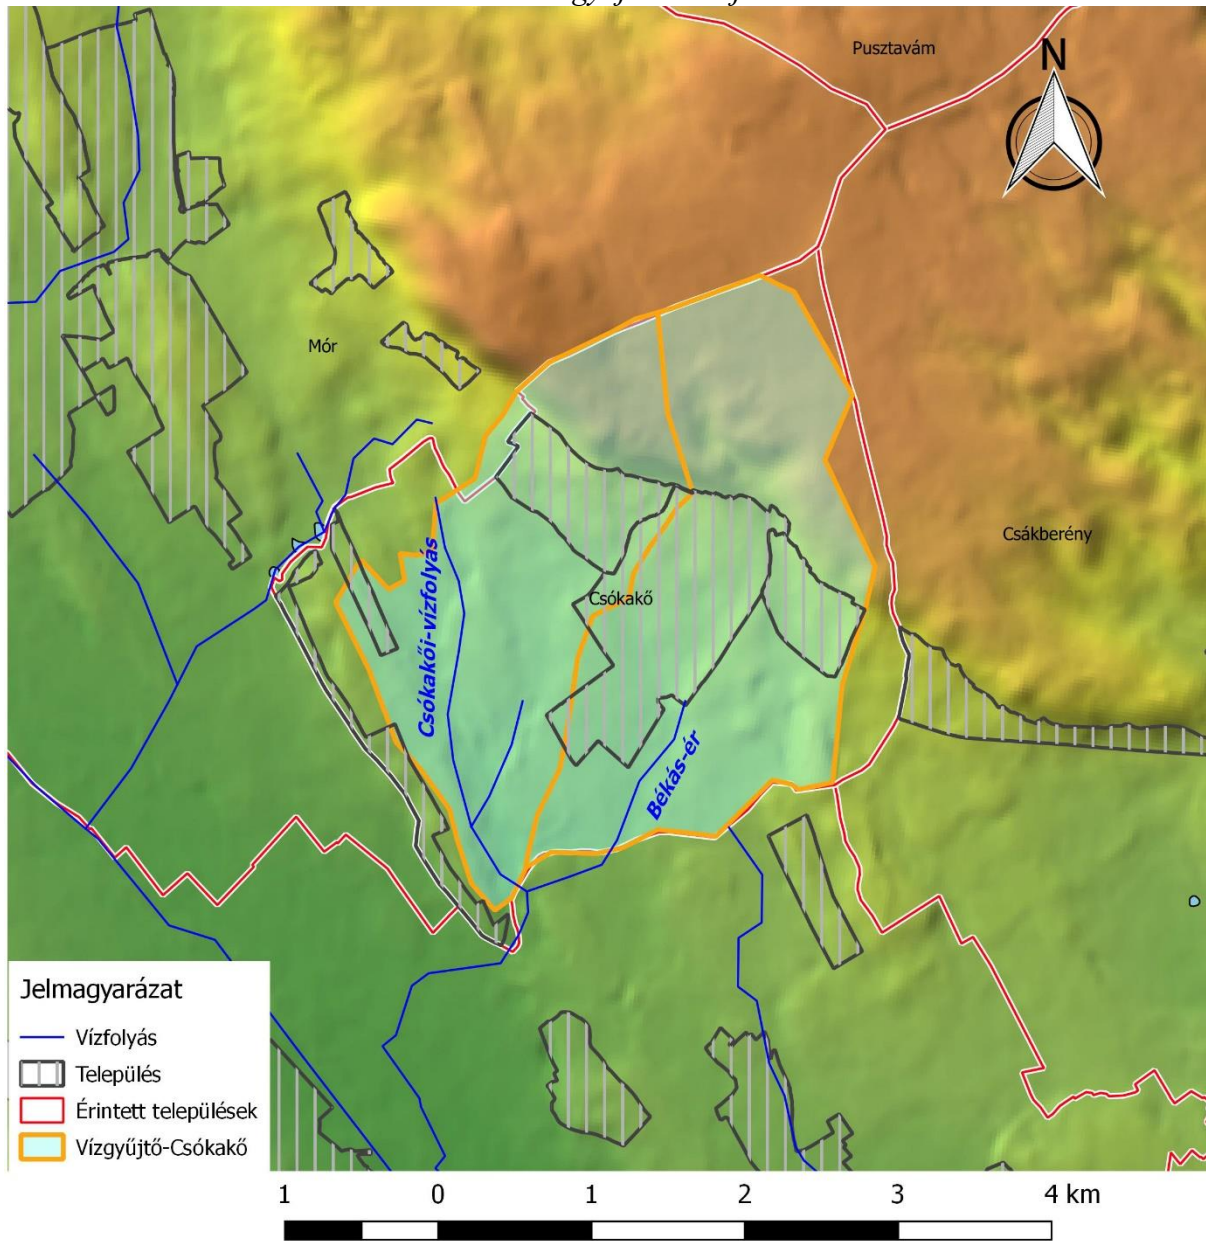 Pusztavám
N
Mór
Csákberény
Csókakői-vízfolyás
Csókakő
Békás-ér
Jelmagyarázat
Vízfolyás
Település
Érintett települések
Vízgyűjtő-Csókakő
1 0 1 2 3 4 km